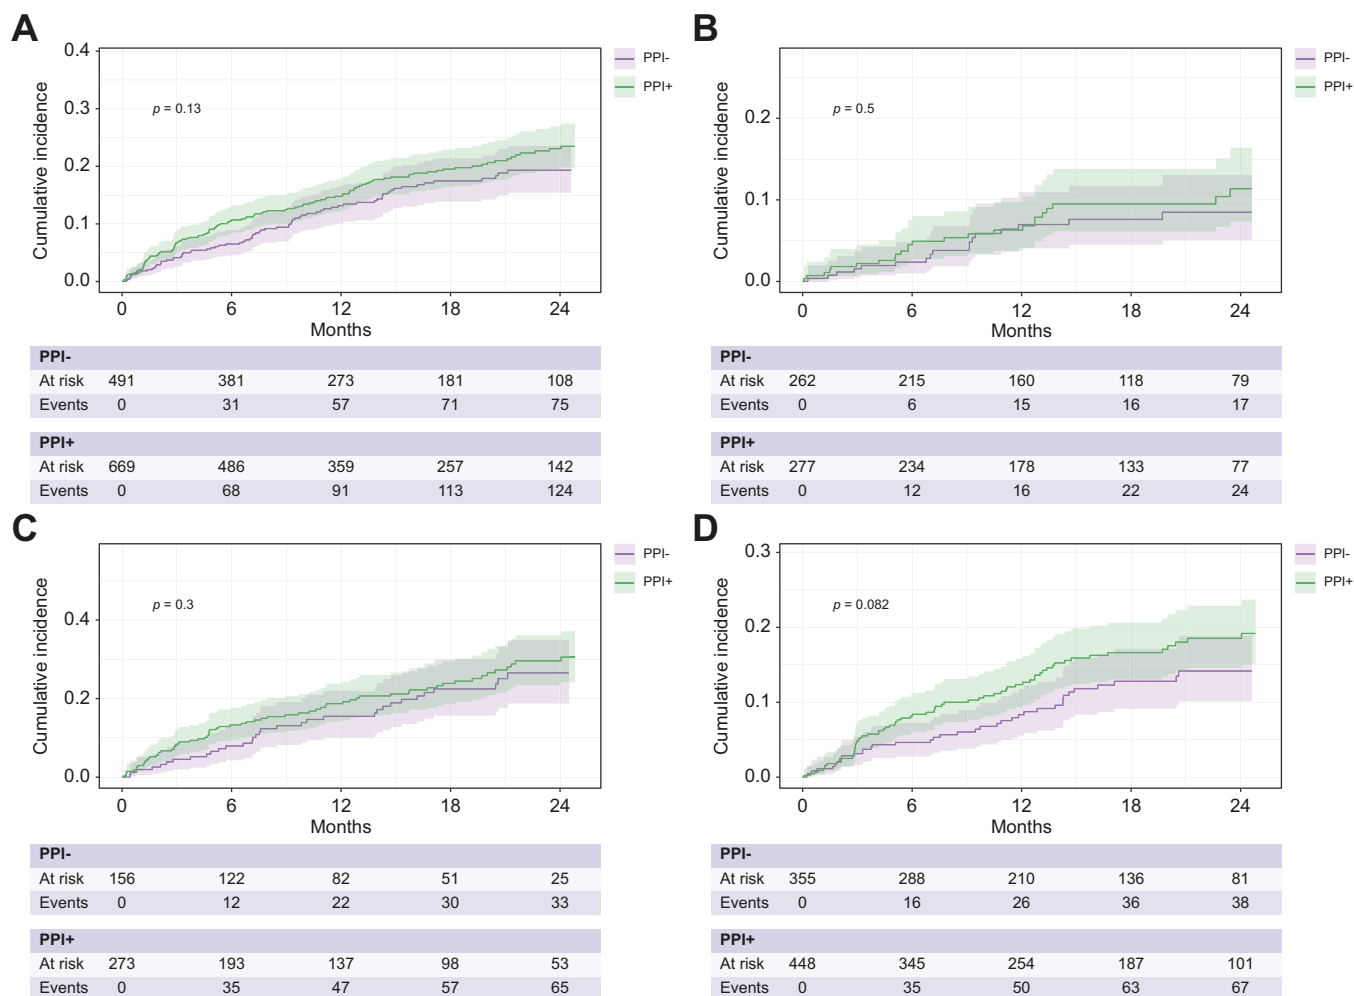 A
0.4
0.3
0.2
0.1
0.0
Cumulative incidence
p = 0.13
PPI-
PPI+
0 6 12 18 24
Months
PPI-
At risk 491 381 273 181 108
Events 0 31 57 71 75
PPI+
At risk 669 486 359 257 142
Events 0 68 91 113 124
B
0.2
0.1
0.0
Cumulative incidence
p = 0.5
PPI-
PPI+
0 6 12 18 24
Months
PPI-
At risk 262 215 160 118 79
Events 0 6 15 16 17
PPI+
At risk 277 234 178 133 77
Events 0 12 16 22 24
C
0.4
0.2
0.0
Cumulative incidence
p = 0.3
PPI-
PPI+
0 6 12 18 24
Months
PPI-
At risk 156 122 82 51 25
Events 0 12 22 30 33
PPI+
At risk 273 193 137 98 53
Events 0 35 47 57 65
D
0.3
0.2
0.1
0.0
Cumulative incidence
p = 0.082
PPI-
PPI+
0 6 12 18 24
Months
PPI-
At risk 355 288 210 136 81
Events 0 16 26 36 38
PPI+
At risk 448 345 254 187 101
Events 0 35 50 63 67